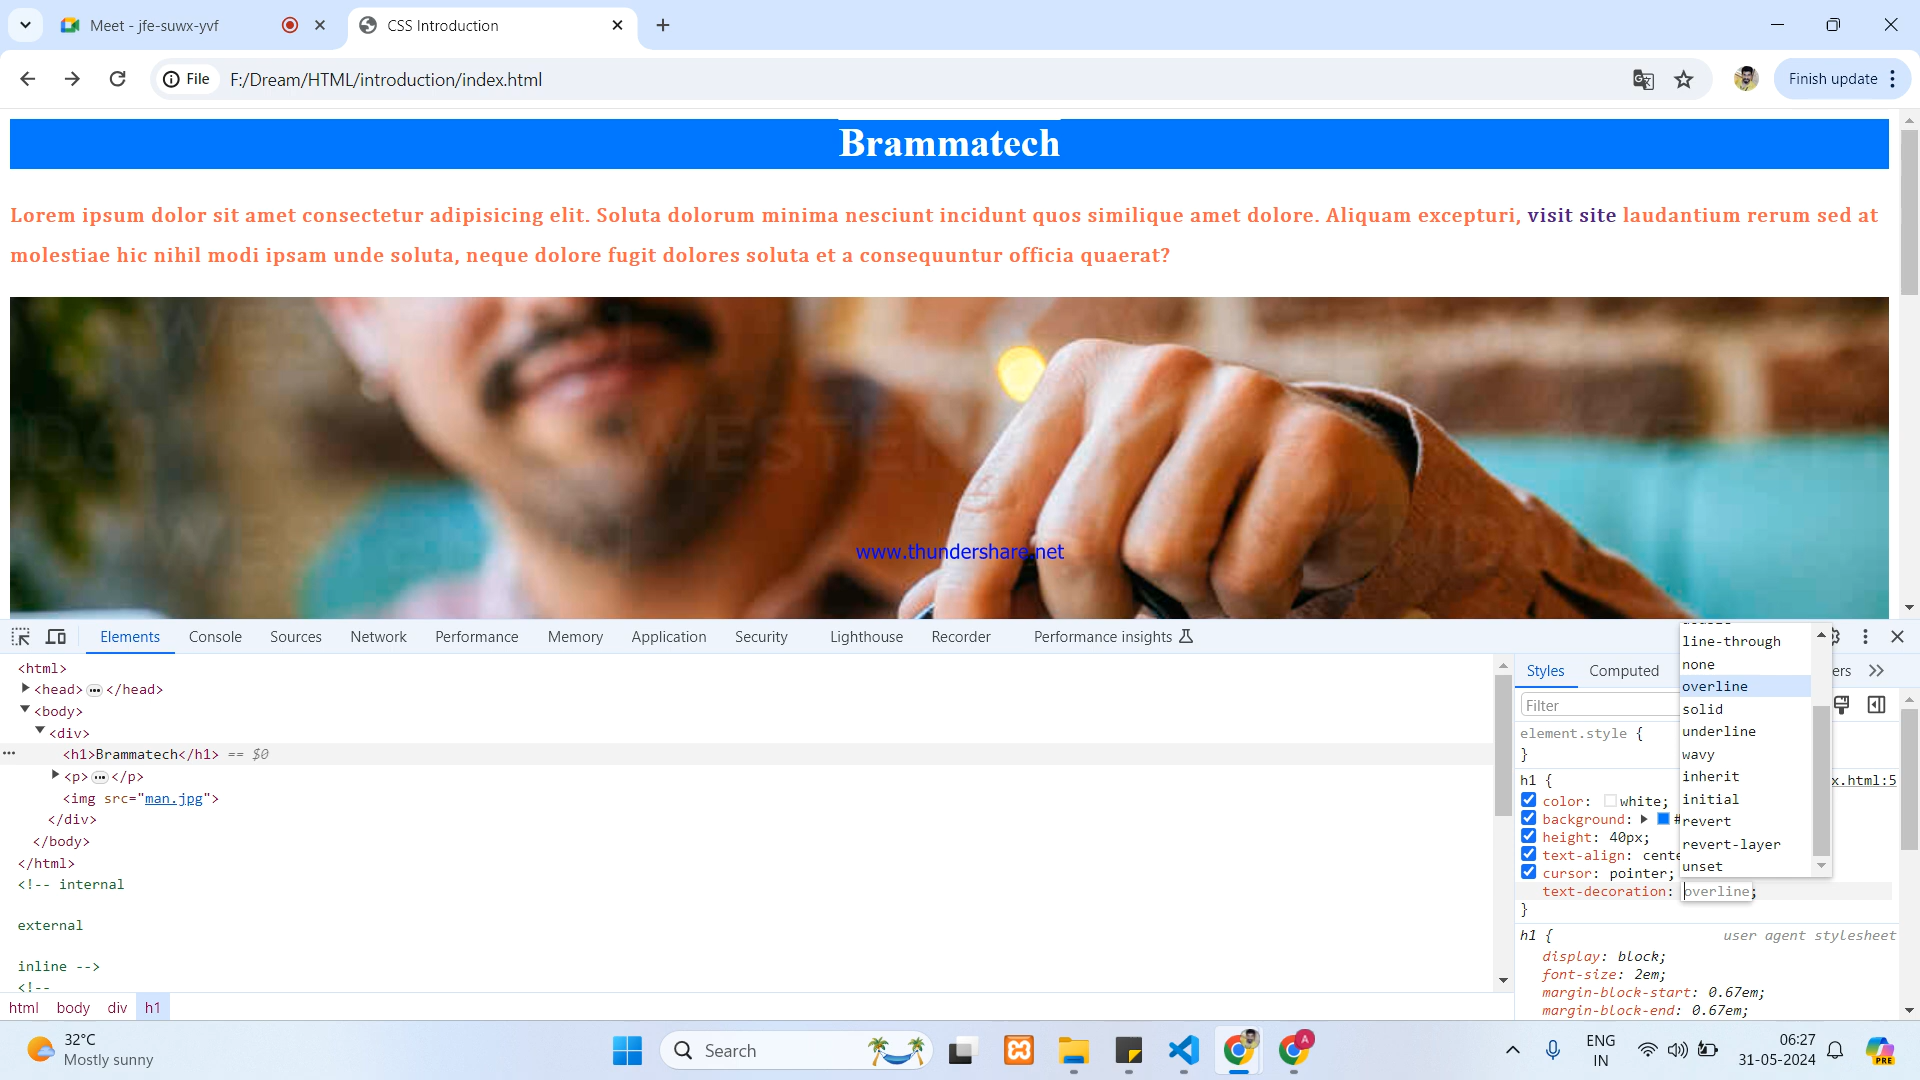 Meet - jfe-suwx-yvf
CSS Introduction
File
F:/Dream/HTML/introduction/index.html
Finish update
Brammatech
Lorem ipsum dolor sit amet consectetur adipisicing elit. Soluta dolorum minima nesciunt incidunt quos similique amet dolore. Aliquam excepturi, visit site laudantium rerum sed at
molestiae hic nihil modi ipsam unde soluta, neque dolore fugit dolores soluta et a consequuntur officia quaerat?
WESTERN
www.thundershare.net
Elements Console Sources Network Performance Memory Application Security Lighthouse Recorder Performance insights
<html>
<head> ••• </head>
<body>
<div>
••• <h1>Brammatech</h1> == $0
<p> ••• </p>
<img src="man.jpg">
</div>
</body>
</html>
<!-- internal
external
inline -->
<!--
html body div h1
line-through
none
overline
solid
underline
wavy
inherit
initial
revert
revert-layer
unset
Styles Computed
Filter
element.style {
}
h1 {
x.html:5
color: white;
background: #
height: 40px;
text-align: cente
cursor: pointer;
text-decoration: overline;
}
h1 {
user agent stylesheet
display: block;
font-size: 2em;
margin-block-start: 0.67em;
margin-block-end: 0.67em;
32°C
Mostly sunny
Search
A
ENG
IN
06:27
31-05-2024
PRE